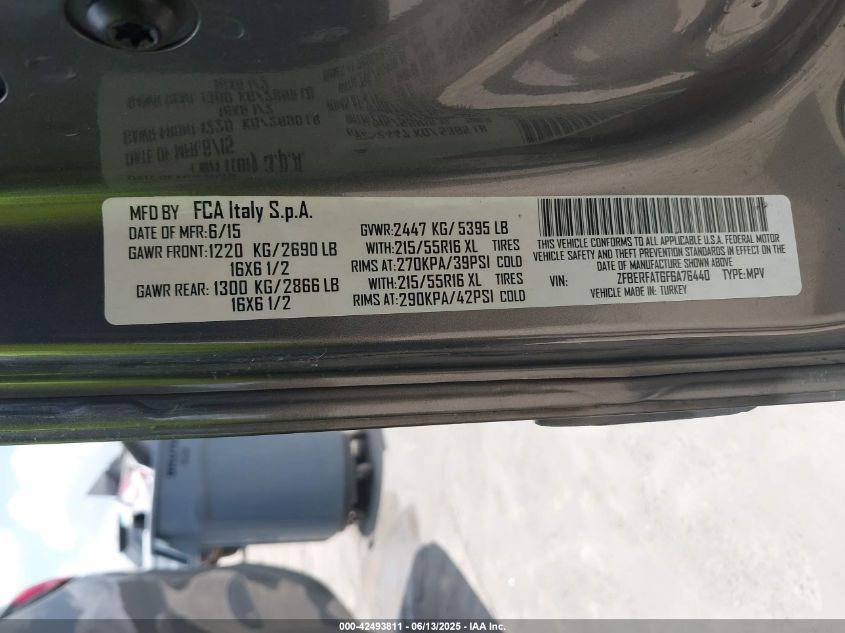 MFD BY FCA Italy S.p.A.
DATE OF MFR: 6/15
GAWR FRONT: 1220 KG/2690 LB
16X6 1/2
GAWR REAR: 1300 KG/2866 LB
16X6 1/2
GVWR: 2447 KG/ 5395 LB
WITH: 215/55R16 XL TIRES
RIMS AT: 270KPA/39PSI COLD
WITH: 215/55R16 XL TIRES
RIMS AT: 290KPA/42PSI COLD
THIS VEHICLE CONFORMS TO ALL APPLICABLE U.S.A. FEDERAL MOTOR
VEHICLE SAFETY, BUMPER, AND THEFT PREVENTION STANDARDS IN EFFECT
DATE OF MANUFACTURE SHOWN ABOVE
VIN: ZFBERFAT6F6A76440 TYPE: MPV
VEHICLE MADE IN: TURKEY
000-42493811 - 06/13/2025 - IAA Inc.